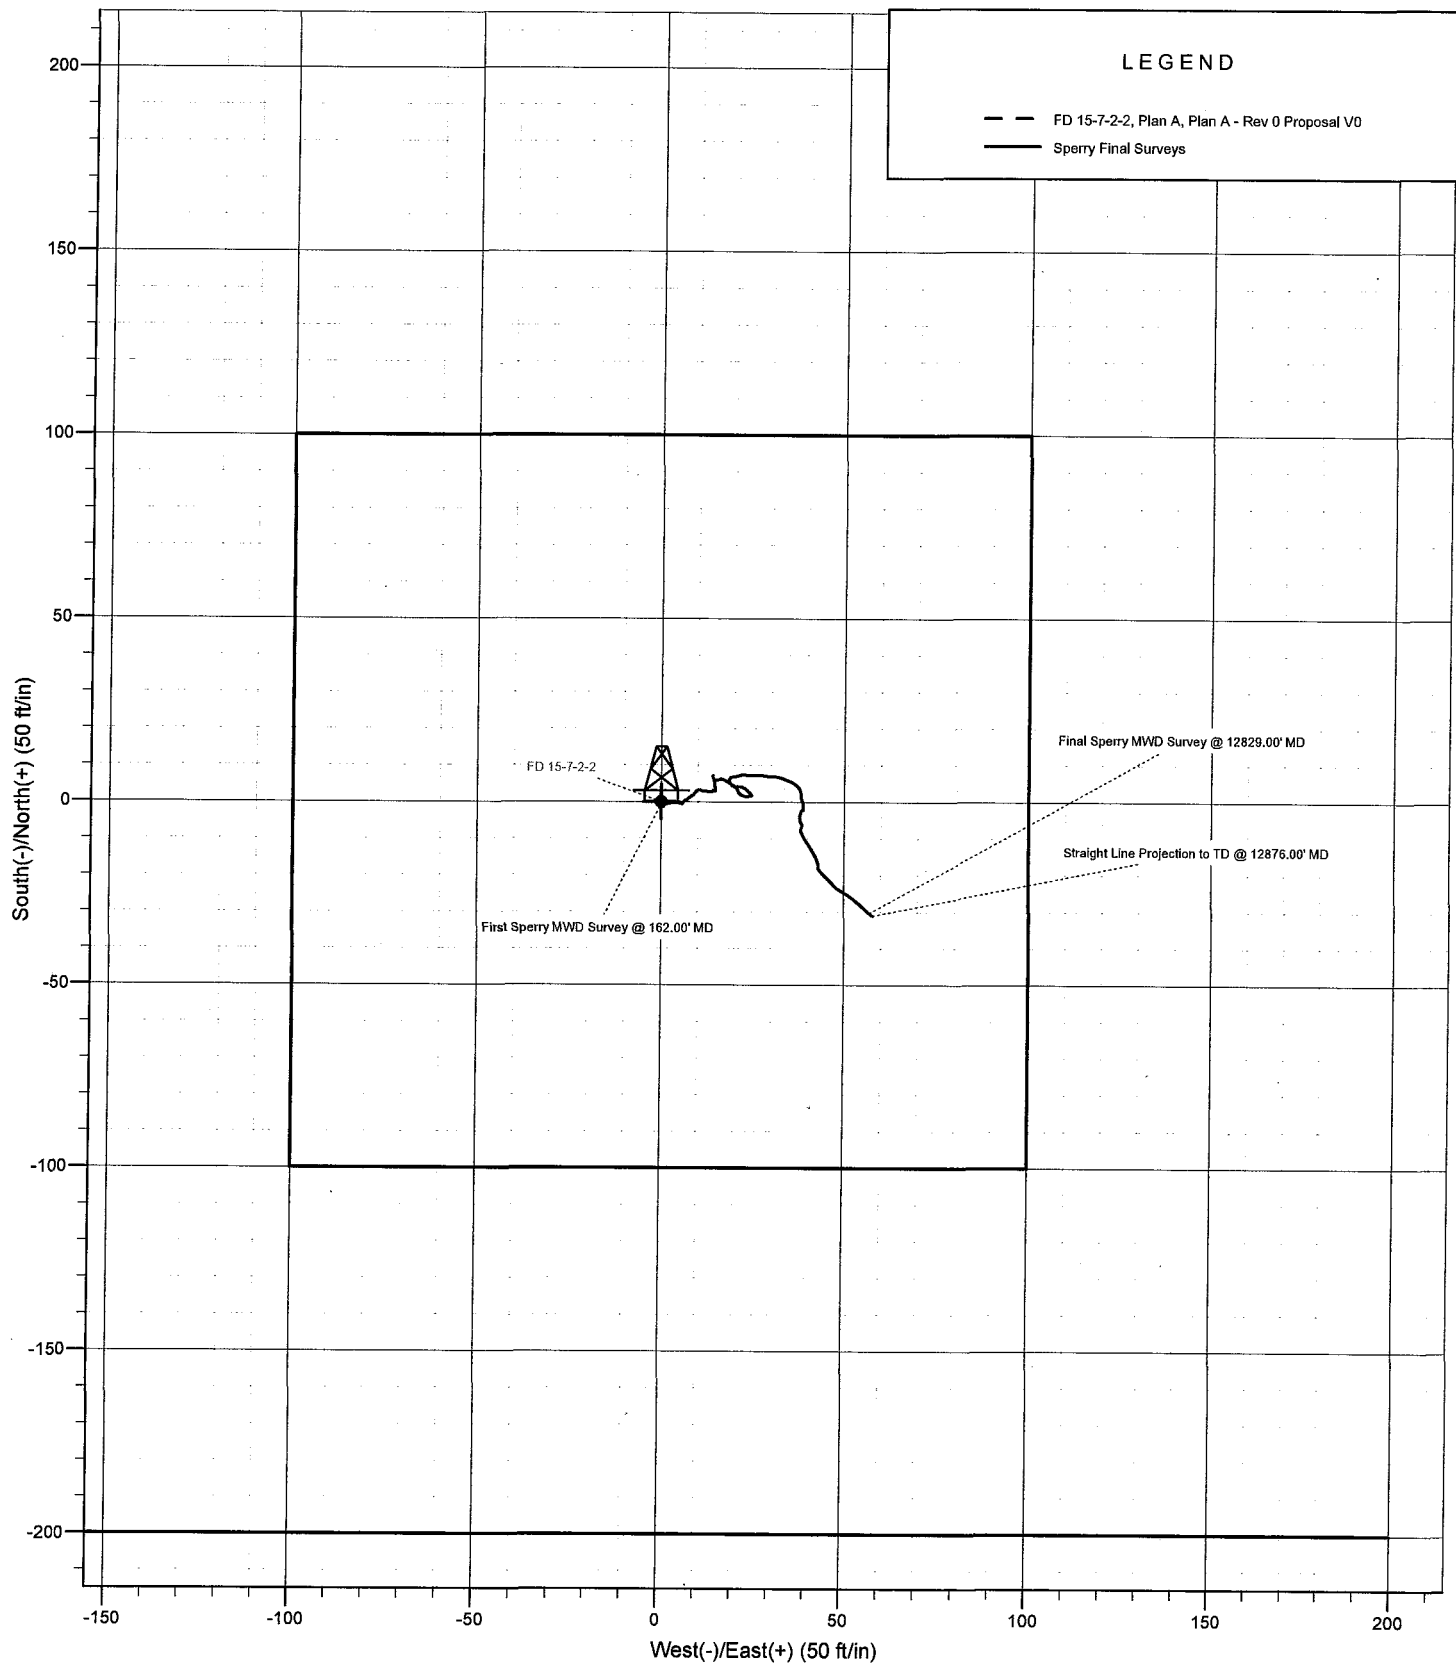 LEGEND
FD 15-7-2-2, Plan A, Plan A - Rev 0 Proposal V0
Sperry Final Surveys
200
150
100
50
0
-50
-100
-150
-200
South(-)/North(+) (50 ft/in)
FD 15-7-2-2
Final Sperry MWD Survey @ 12829.00' MD
Straight Line Projection to TD @ 12876.00' MD
First Sperry MWD Survey @ 162.00' MD
-150
-100
-50
0
50
100
150
200
West(-)/East(+) (50 ft/in)